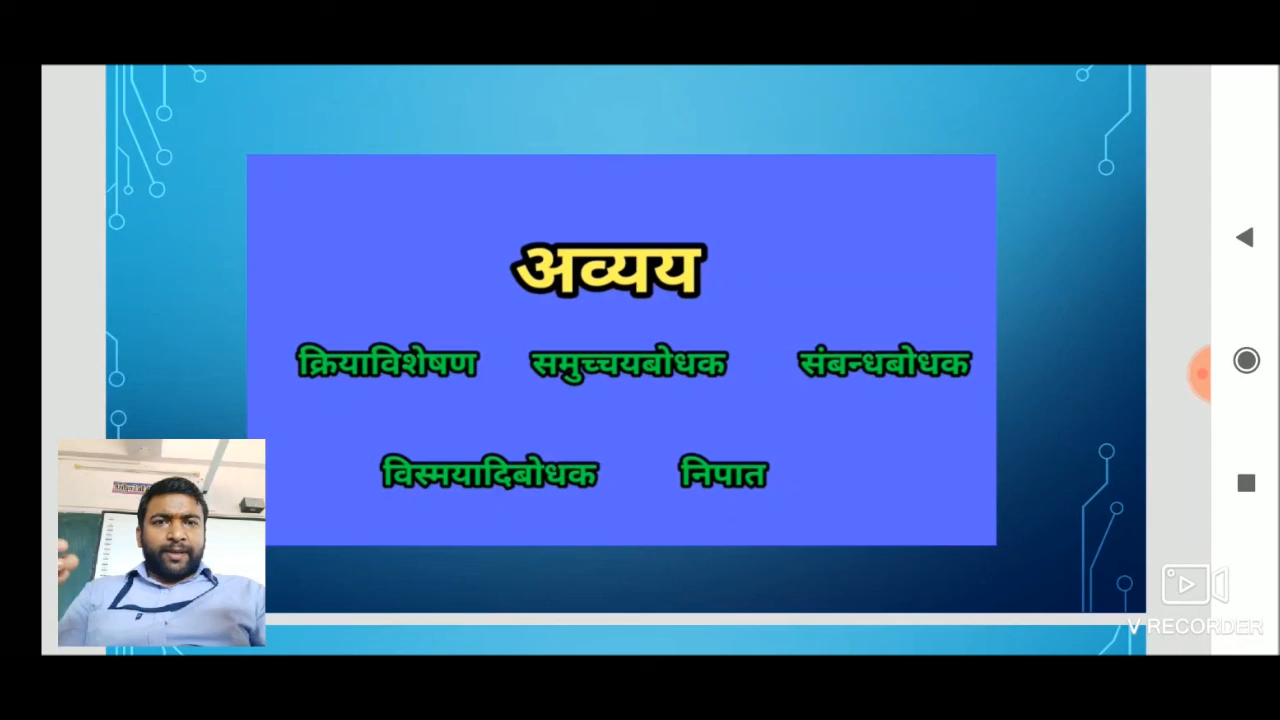 अव्यय
क्रियाविशेषण समुच्चयबोधक संबन्धबोधक
विस्मयादिबोधक निपात
V RECORDER